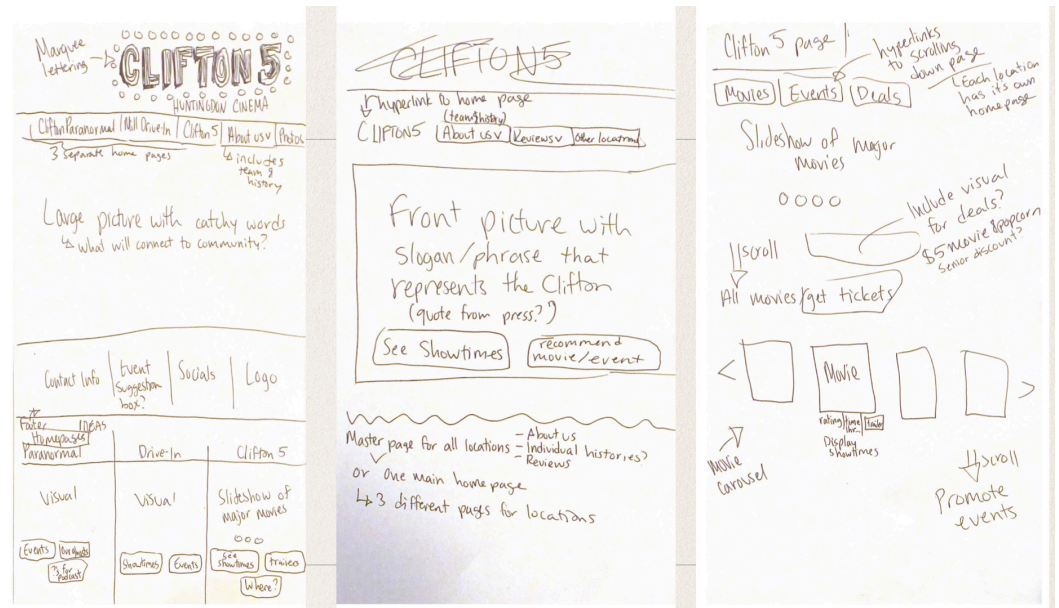 Marquee
lettering
CLIFTON 5
HUNTINGDON CINEMA
Clifton Paranormal
Mill Drive-In
Clifton 5
About us v
Photos
3 separate home pages
includes
team &
history
Large picture with catchy words
what will connect to community?
Contact Info
Event
Suggestion
box?
Socials
Logo
Footer
IDEAS
Homepages
Paranormal
Drive-In
Clifton 5
Visual
Visual
Slideshow of
major movies
Events
?s for
podcast
Showtimes
Events
See
showtimes
trailers
Where?
CLIFTON5
hyperlink to home page
(team & history)
CLIFTON5
About us v
Reviews v
Other locations
Front picture with
slogan/phrase that
represents the Clifton
(quote from press?)
See Showtimes
recommend
movie/event
Master page for all locations
- About us
- Individual histories?
- Reviews
or One main home page
3 different pages for locations
Clifton 5 page
hyperlinks
to scrolling
down page
Each location
has it's own
homepage
Movies
Events
Deals
Slideshow of major
movies
Include visual
for deals?
$5 movie & popcorn
senior discount?
scroll
All movies/get tickets
< >
Movie
rating
time
hr...
Trailer
Display
showtimes
Movie
carousel
scroll
Promote
events